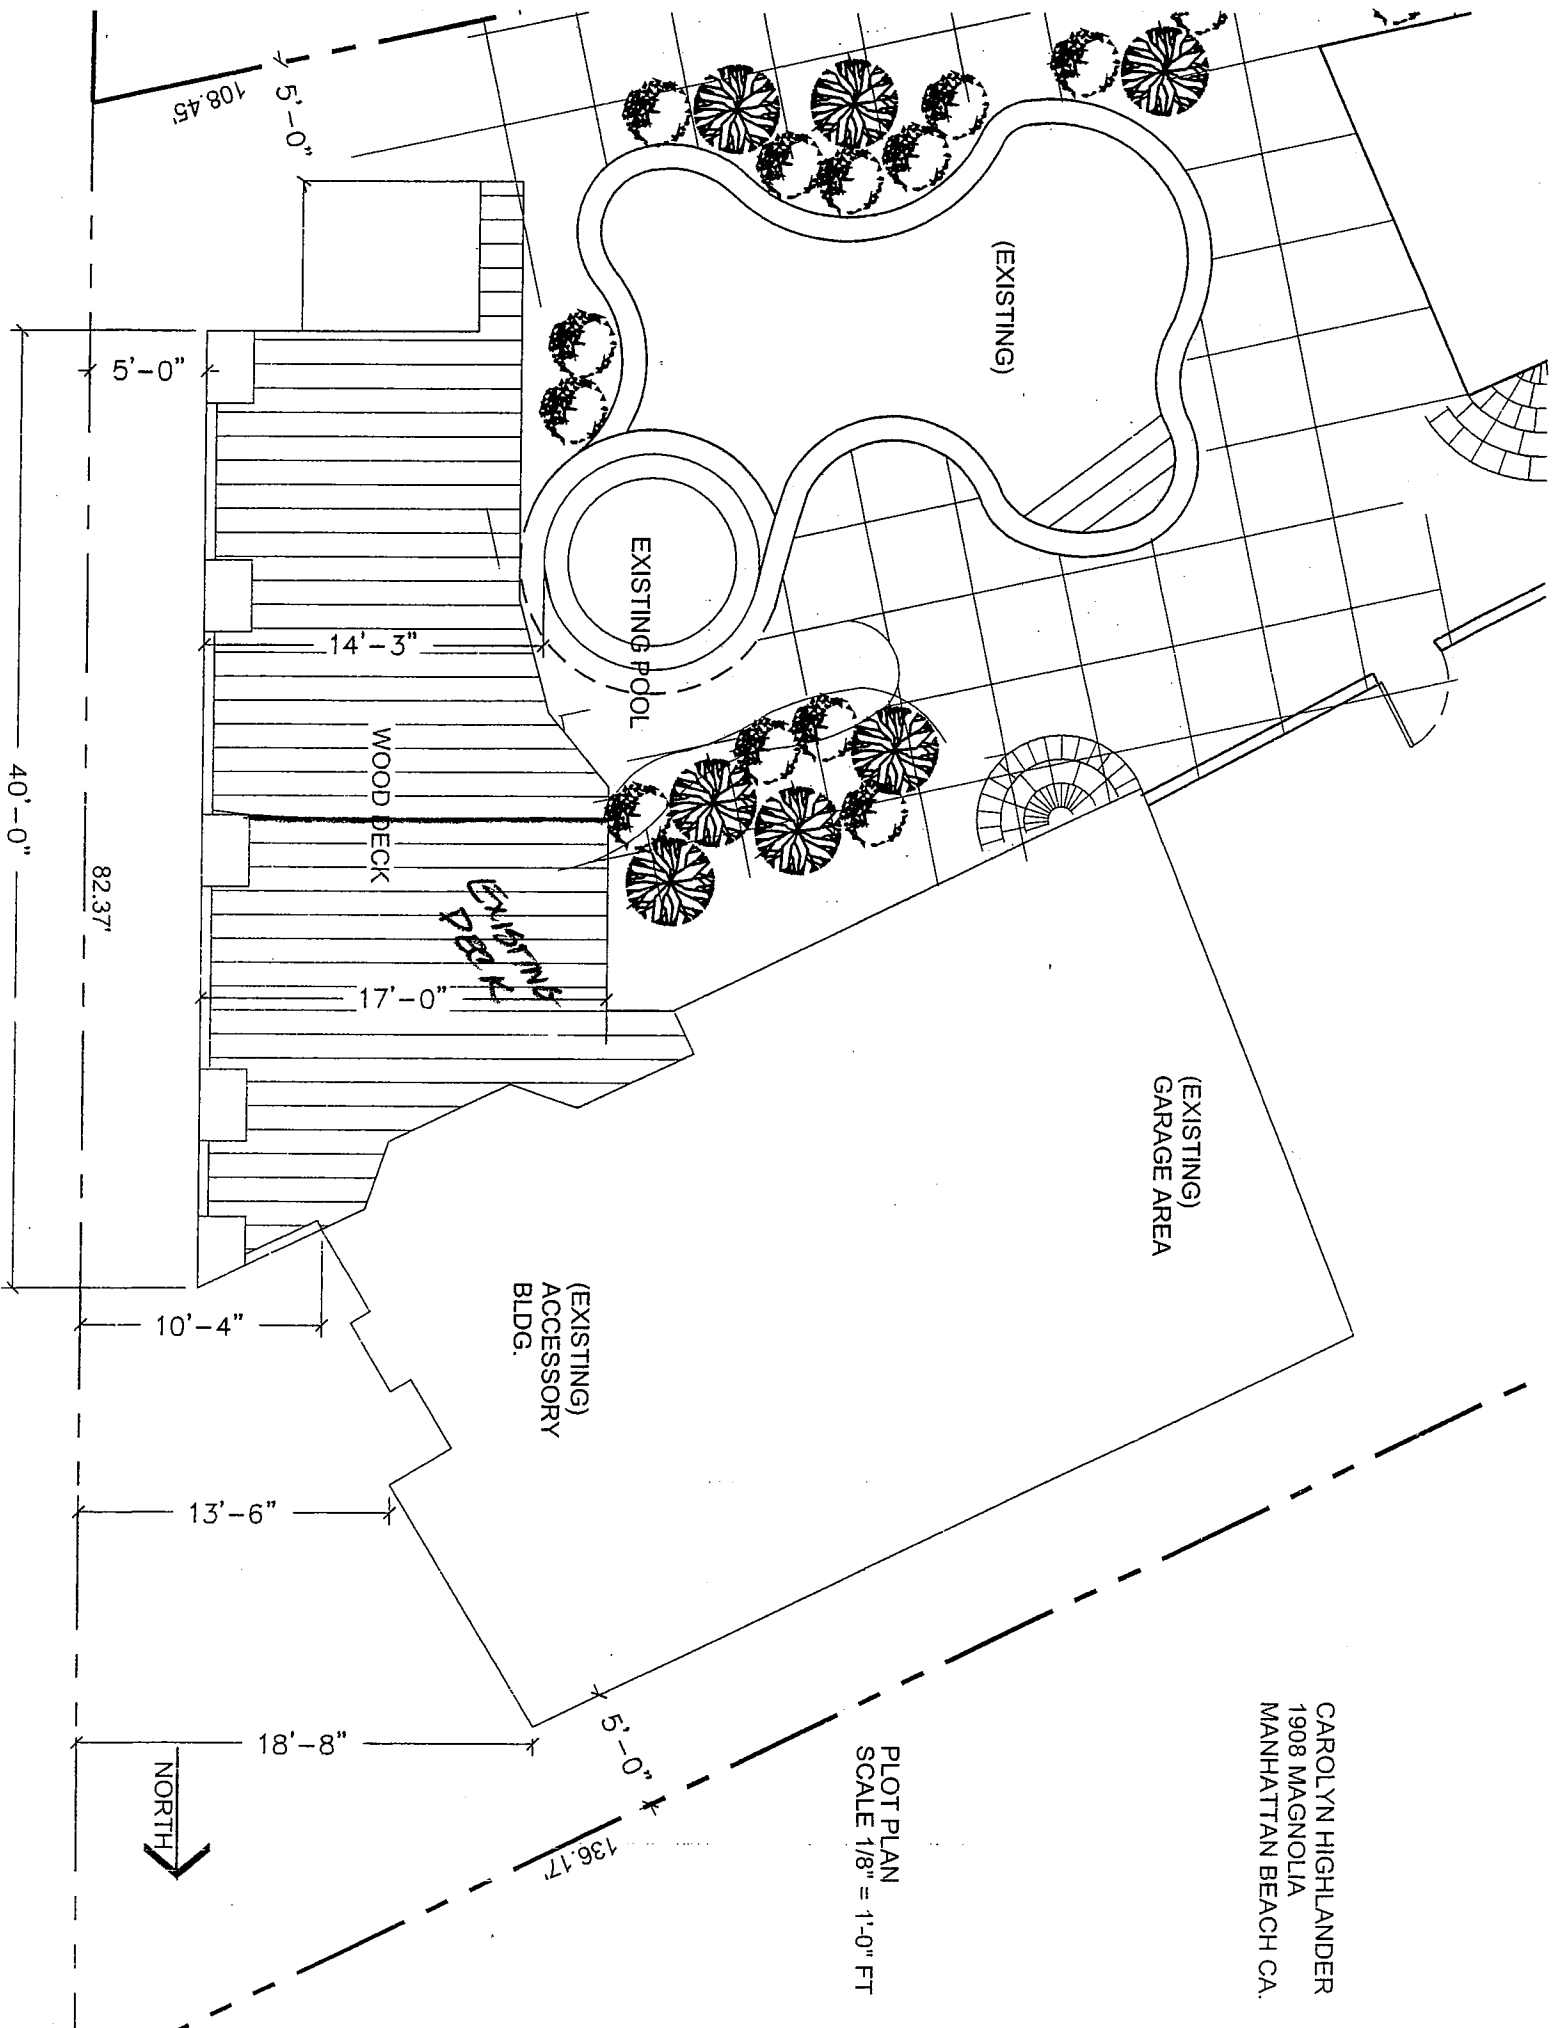 CAROLYN HIGHLANDER
1908 MAGNOLIA
MANHATTAN BEACH CA.
PLOT PLAN
SCALE 1/8" = 1'-0" FT
(EXISTING)
GARAGE AREA
(EXISTING)
ACCESSORY
BLDG.
(EXISTING)
EXISTING POOL
WOOD DECK
EXISTING
DECK
108.45'
5'-0"
5'-0"
14'-3"
17'-0"
40'-0"
82.37'
10'-4"
13'-6"
18'-8"
5'-0"
136.17'
NORTH